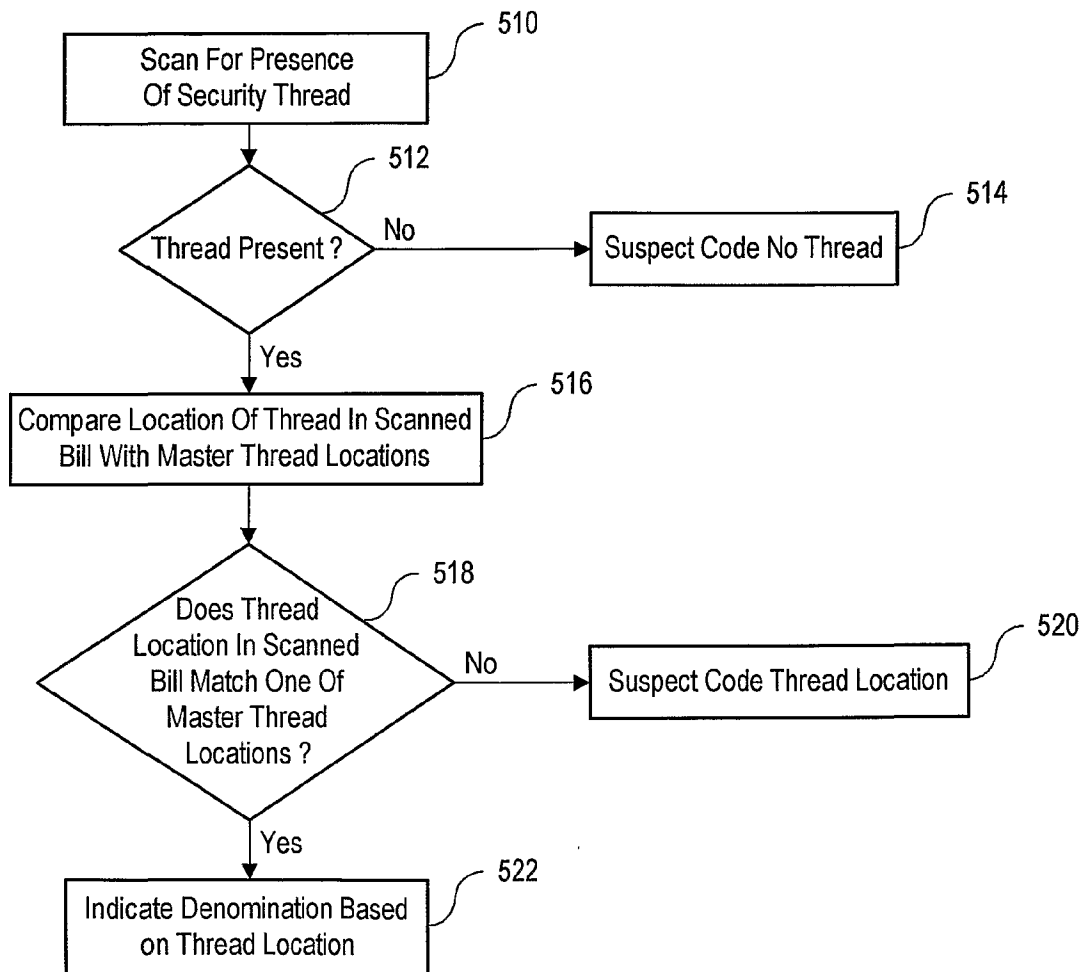 510
Scan For Presence
Of Security Thread
512
Thread Present ?
No
514
Suspect Code No Thread
Yes
516
Compare Location Of Thread In Scanned
Bill With Master Thread Locations
518
Does Thread
Location In Scanned
Bill Match One Of
Master Thread
Locations ?
No
520
Suspect Code Thread Location
Yes
522
Indicate Denomination Based
on Thread Location